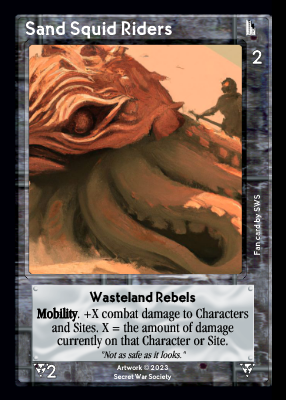 Sand Squid Riders
2
Fan card by SWS
Wasteland Rebels
Mobility. +X combat damage to Characters
and Sites. X = the amount of damage
currently on that Character or Site.
"Not as safe as it looks."
2
Artwork © 2023
Secret War Society